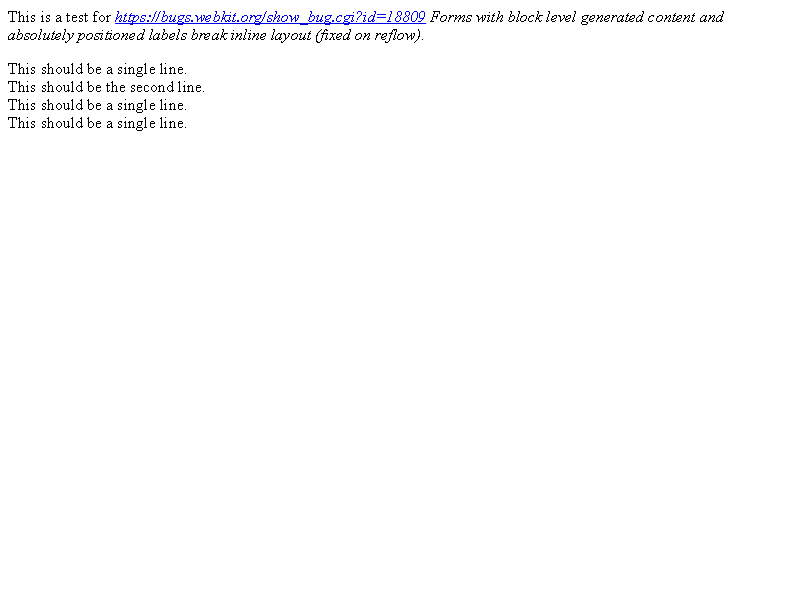 This is a test for https://bugs.webkit.org/show_bug.cgi?id=18809 Forms with block level generated content and
absolutely positioned labels break inline layout (fixed on reflow).
This should be a single line.
This should be the second line.
This should be a single line.
This should be a single line.